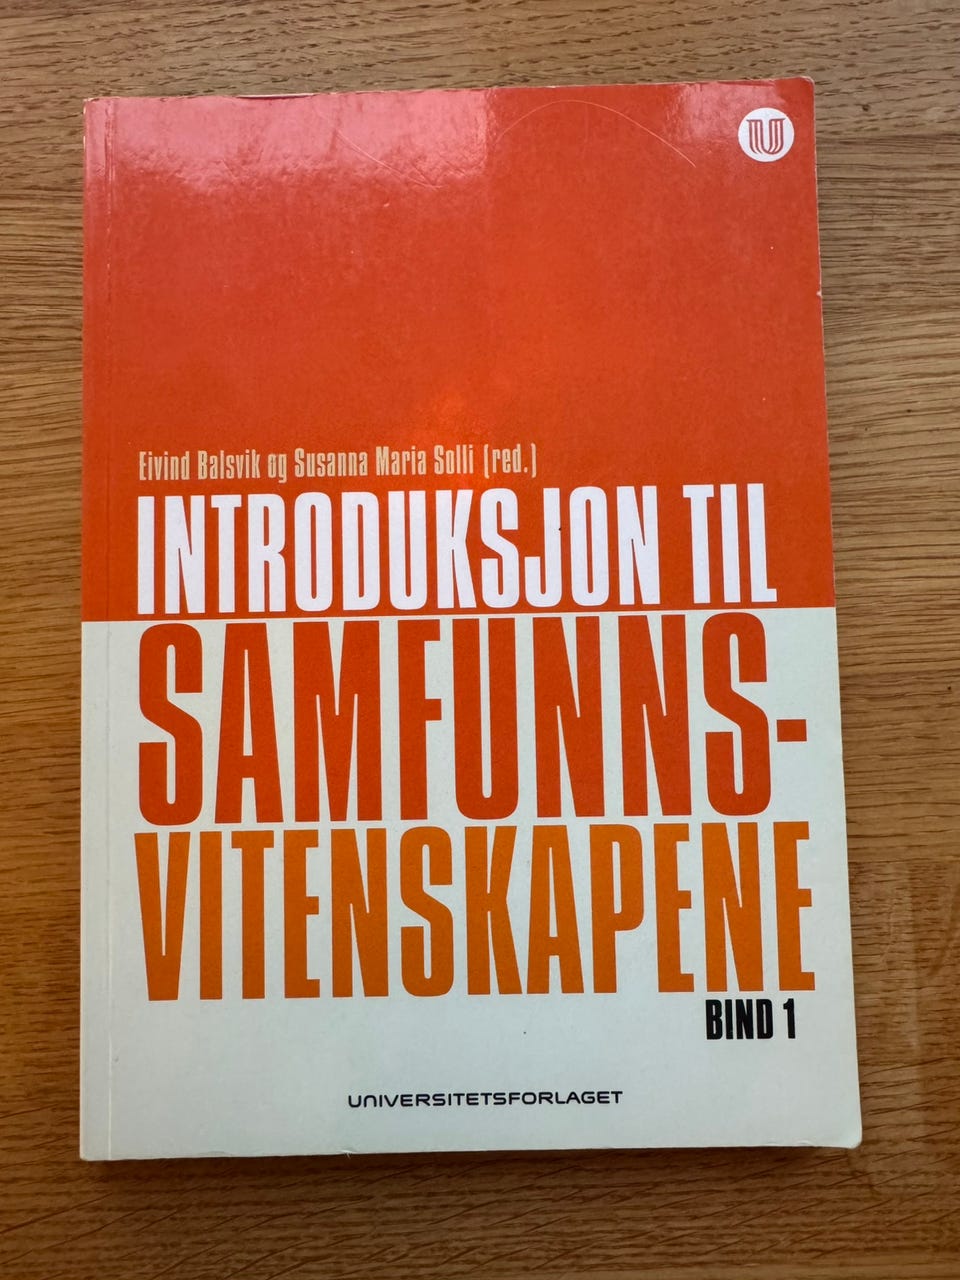 U
Eivind Balsvik og Susanna Maria Solli (red.)
INTRODUKSJON TIL
SAMFUNNS-
VITENSKAPENE
BIND 1
UNIVERSITETSFORLAGET